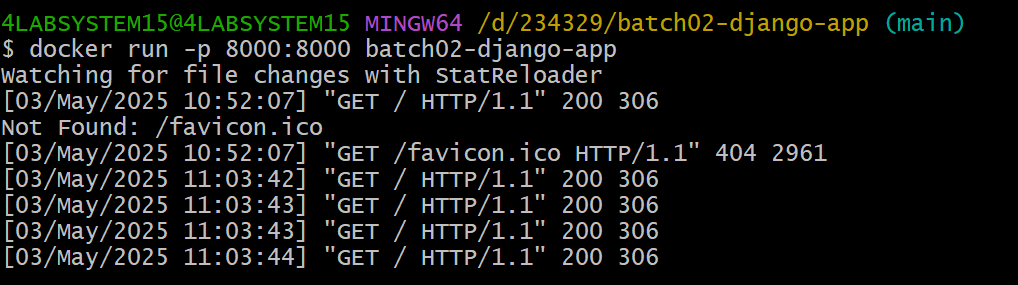 4LABSYSTEM15@4LABSYSTEM15 MINGW64 /d/234329/batch02-django-app (main)
$ docker run -p 8000:8000 batch02-django-app
Watching for file changes with StatReloader
[03/May/2025 10:52:07] "GET / HTTP/1.1" 200 306
Not Found: /favicon.ico
[03/May/2025 10:52:07] "GET /favicon.ico HTTP/1.1" 404 2961
[03/May/2025 11:03:42] "GET / HTTP/1.1" 200 306
[03/May/2025 11:03:43] "GET / HTTP/1.1" 200 306
[03/May/2025 11:03:43] "GET / HTTP/1.1" 200 306
[03/May/2025 11:03:44] "GET / HTTP/1.1" 200 306